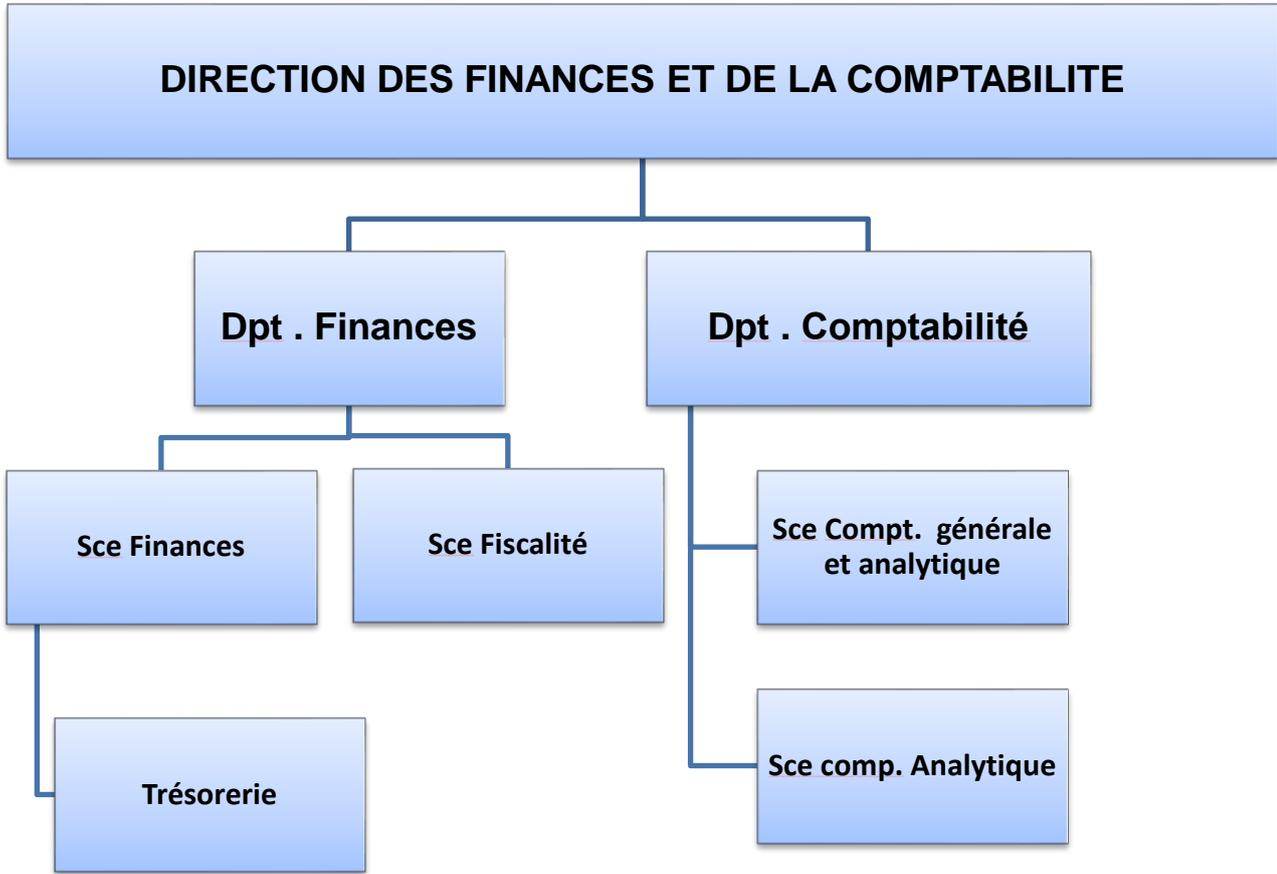 DIRECTION DES FINANCES ET DE LA COMPTABILITE
Dpt . Finances
Dpt . Comptabilité
Sce Finances
Sce Fiscalité
Sce Compt. générale
et analytique
Trésorerie
Sce comp. Analytique